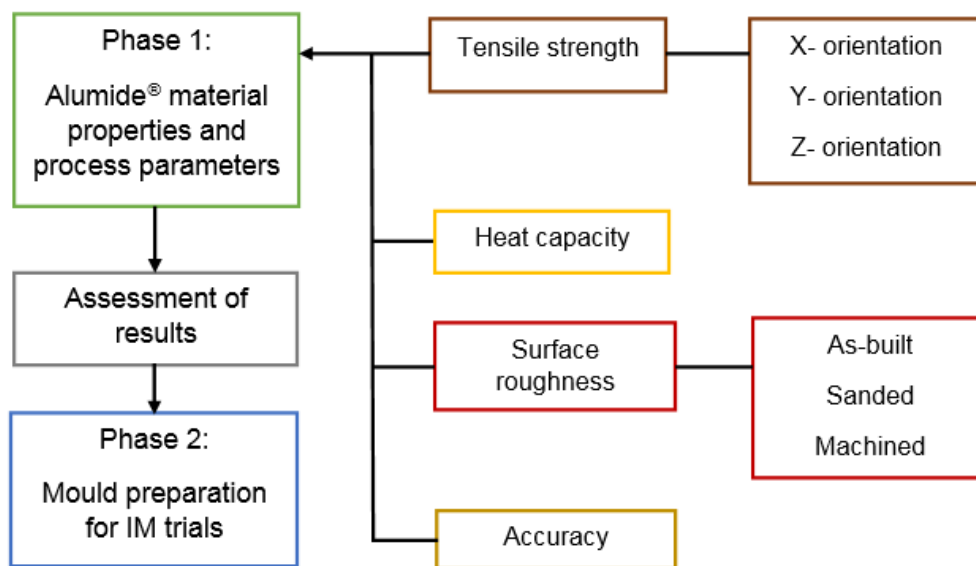 Phase 1:
Alumide® material
properties and
process parameters
Assessment of
results
Phase 2:
Mould preparation
for IM trials
Tensile strength
X- orientation
Y- orientation
Z- orientation
Heat capacity
Surface
roughness
As-built
Sanded
Machined
Accuracy